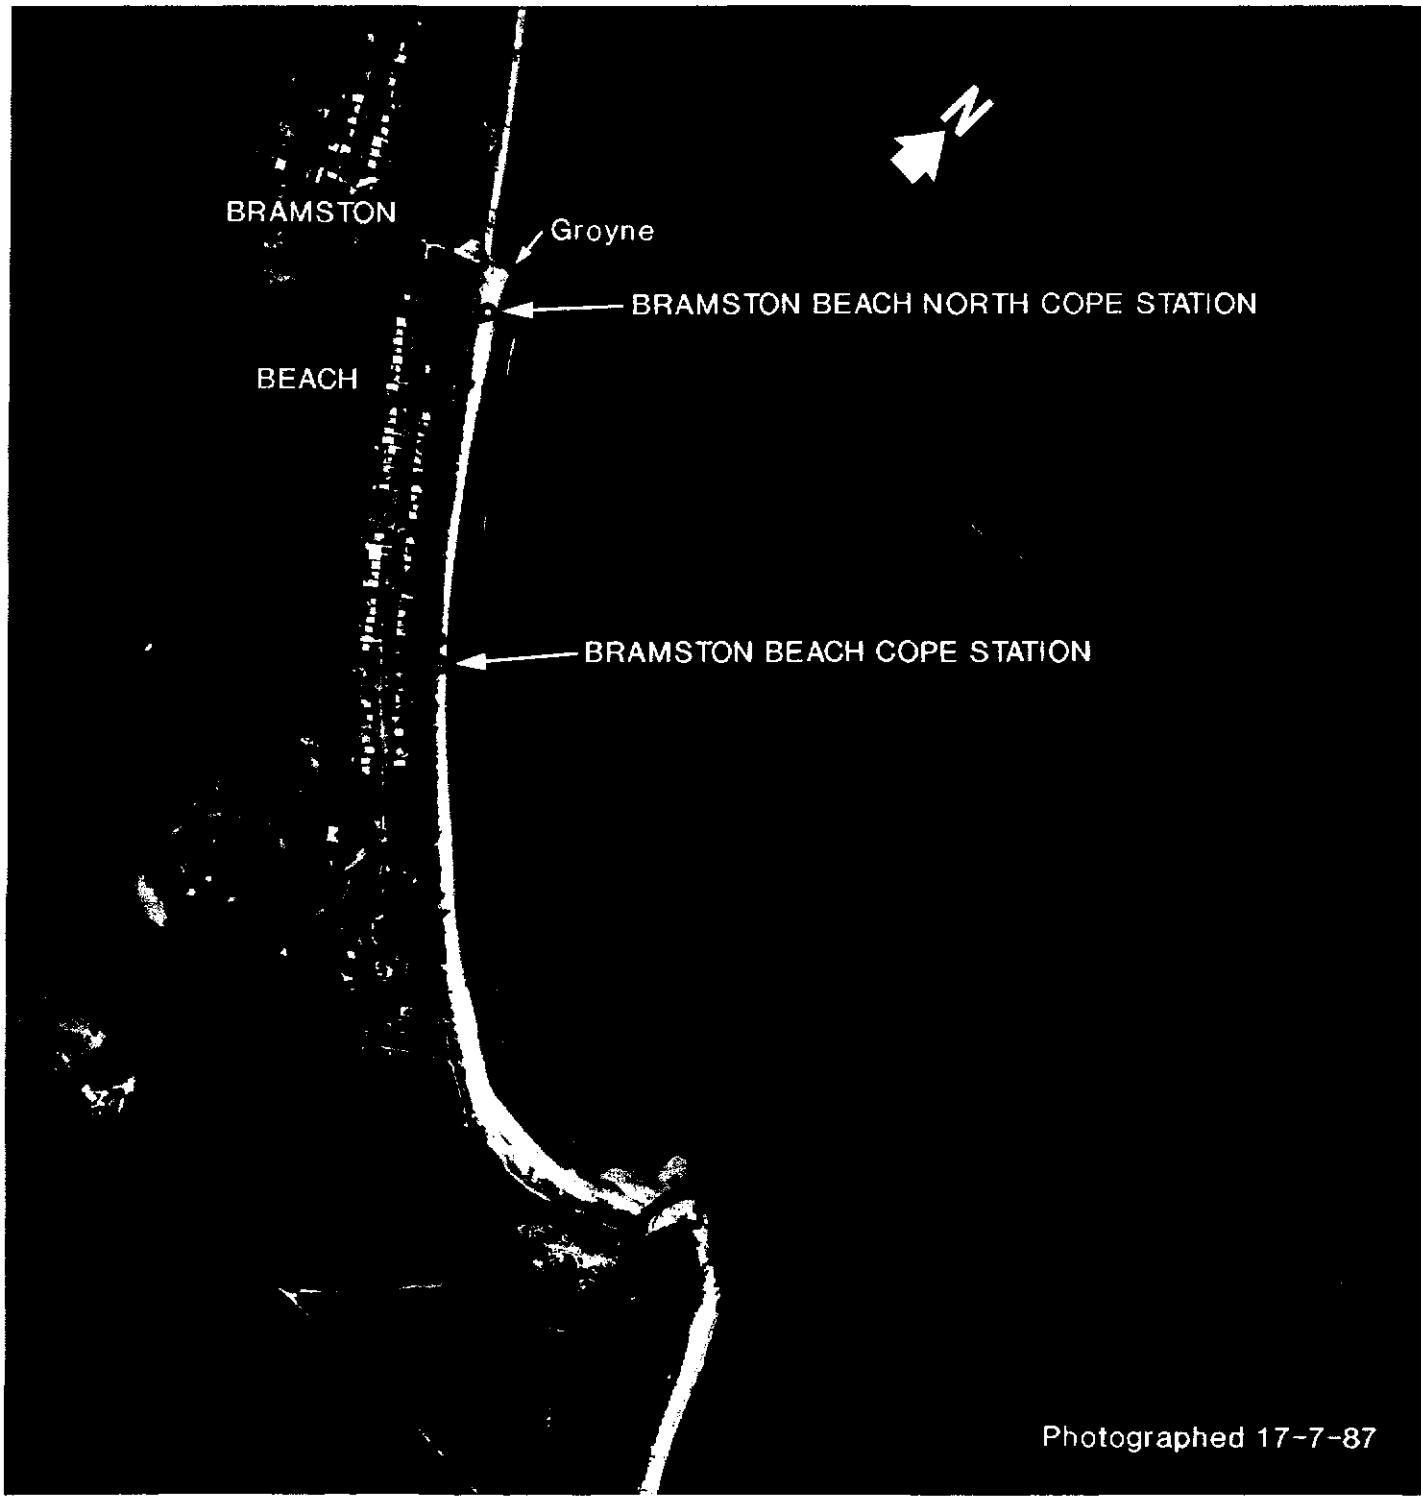 N
BRAMSTON
Groyne
BRAMSTON BEACH NORTH COPE STATION
BEACH
BRAMSTON BEACH COPE STATION
Photographed 17-7-87